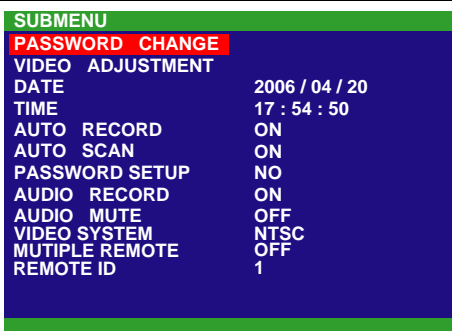 SUBMENU
PASSWORD CHANGE
VIDEO ADJUSTMENT
DATE 2006 / 04 / 20
TIME 17 : 54 : 50
AUTO RECORD ON
AUTO SCAN ON
PASSWORD SETUP NO
AUDIO RECORD ON
AUDIO MUTE OFF
VIDEO SYSTEM NTSC
MUTIPLE REMOTE OFF
REMOTE ID 1